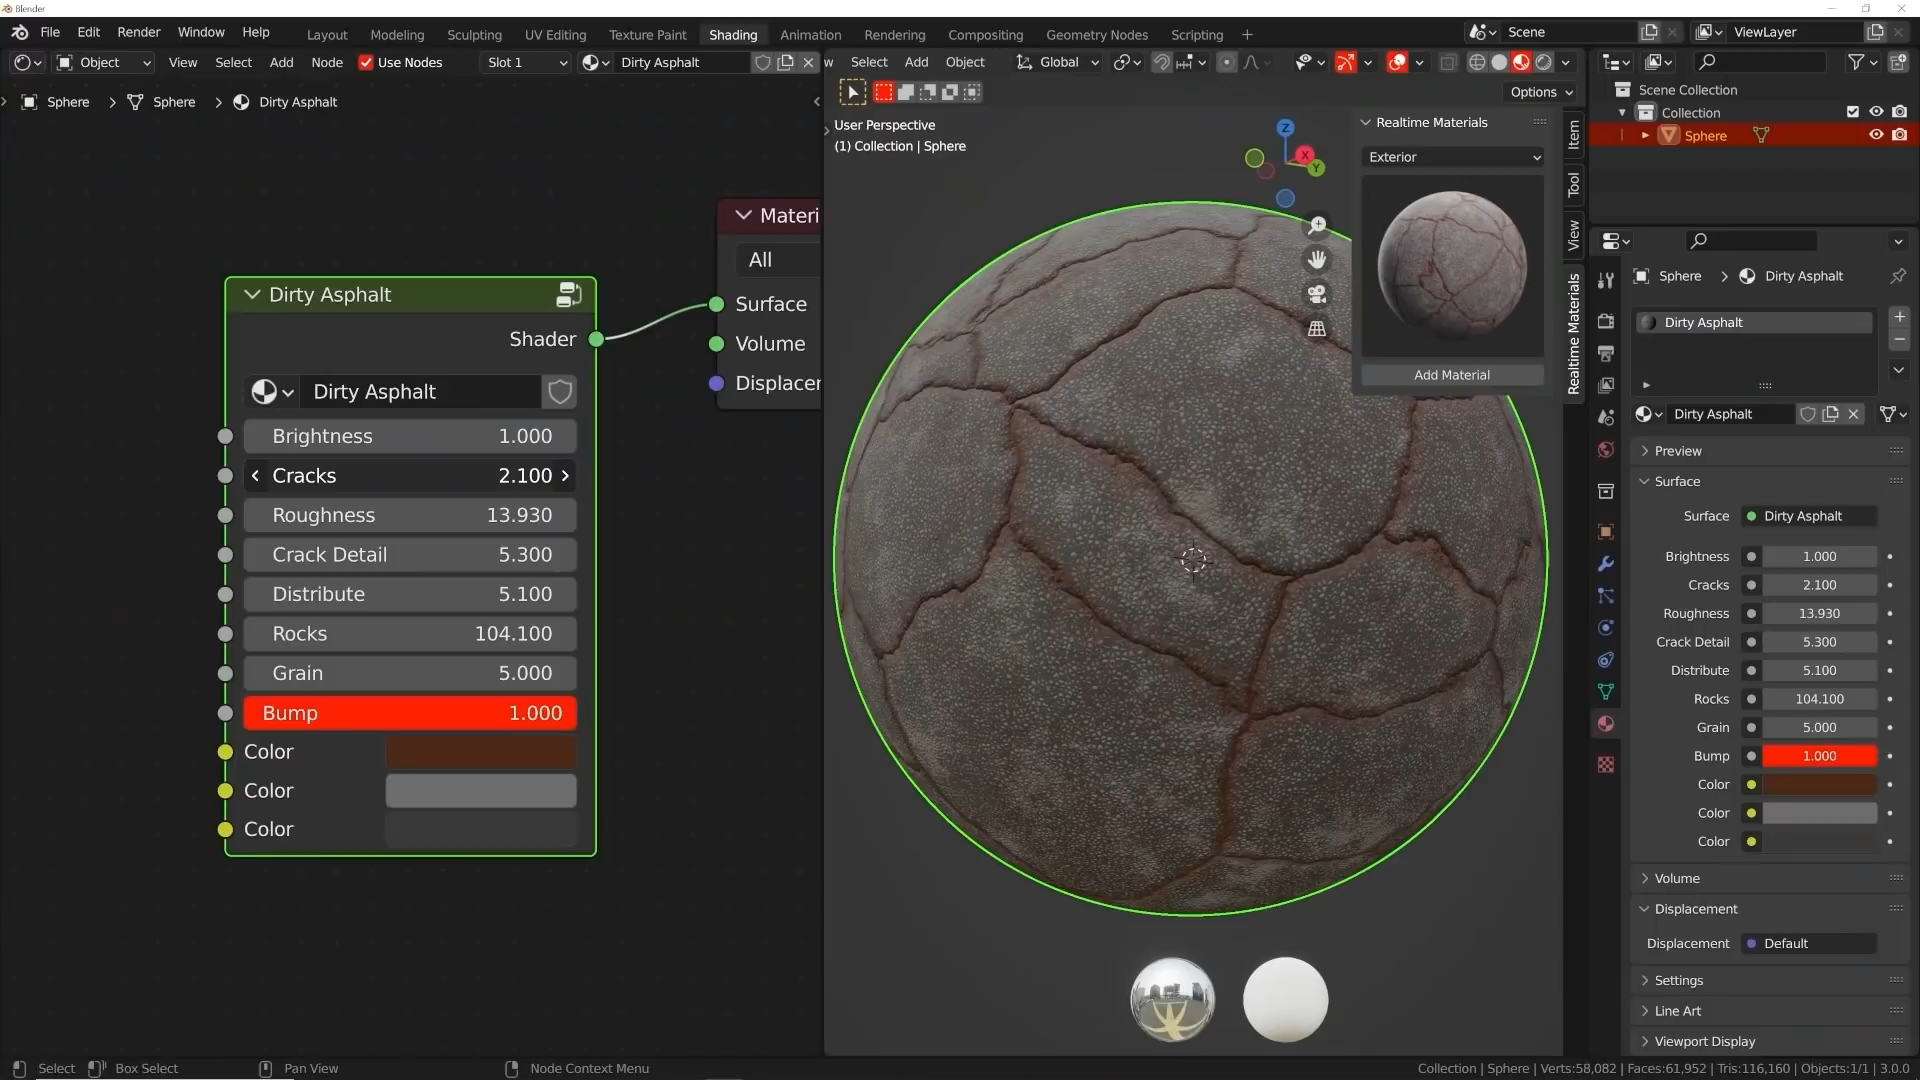 Blender
File Edit Render Window Help Layout Modeling Sculpting UV Editing Texture Paint Shading Animation Rendering Compositing Geometry Nodes Scripting + Scene ViewLayer
Object View Select Add Node Use Nodes Slot 1 Dirty Asphalt
w Select Add Object Global
Sphere > Sphere > Dirty Asphalt
Options
User Perspective
(1) Collection | Sphere
Z
X
Y
Realtime Materials
Exterior
Add Material
Item
Tool
View
Realtime Materials
Dirty Asphalt
Shader
Dirty Asphalt
Brightness 1.000
Cracks 2.100
Roughness 13.930
Crack Detail 5.300
Distribute 5.100
Rocks 104.100
Grain 5.000
Bump 1.000
Color
Color
Color
Materi
All
Surface
Volume
Displacer
Scene Collection
Collection
Sphere
Sphere > Dirty Asphalt
Dirty Asphalt
Dirty Asphalt
Preview
Surface
Surface Dirty Asphalt
Brightness 1.000
Cracks 2.100
Roughness 13.930
Crack Detail 5.300
Distribute 5.100
Rocks 104.100
Grain 5.000
Bump 1.000
Color
Color
Color
Volume
Displacement
Displacement Default
Settings
Line Art
Viewport Display
Select Box Select Pan View Node Context Menu
Collection | Sphere | Verts:58,082 | Faces:61,952 | Tris:116,160 | Objects:1/1 | 3.0.0